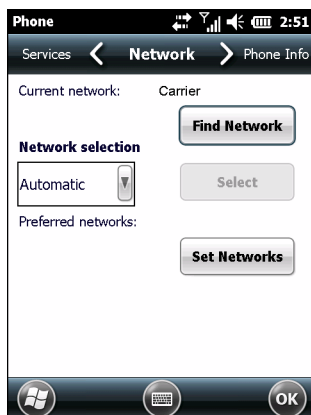 Phone 2:51
Services Network Phone Info
Current network: Carrier
Find Network
Network selection
Automatic
Select
Preferred networks:
Set Networks
OK